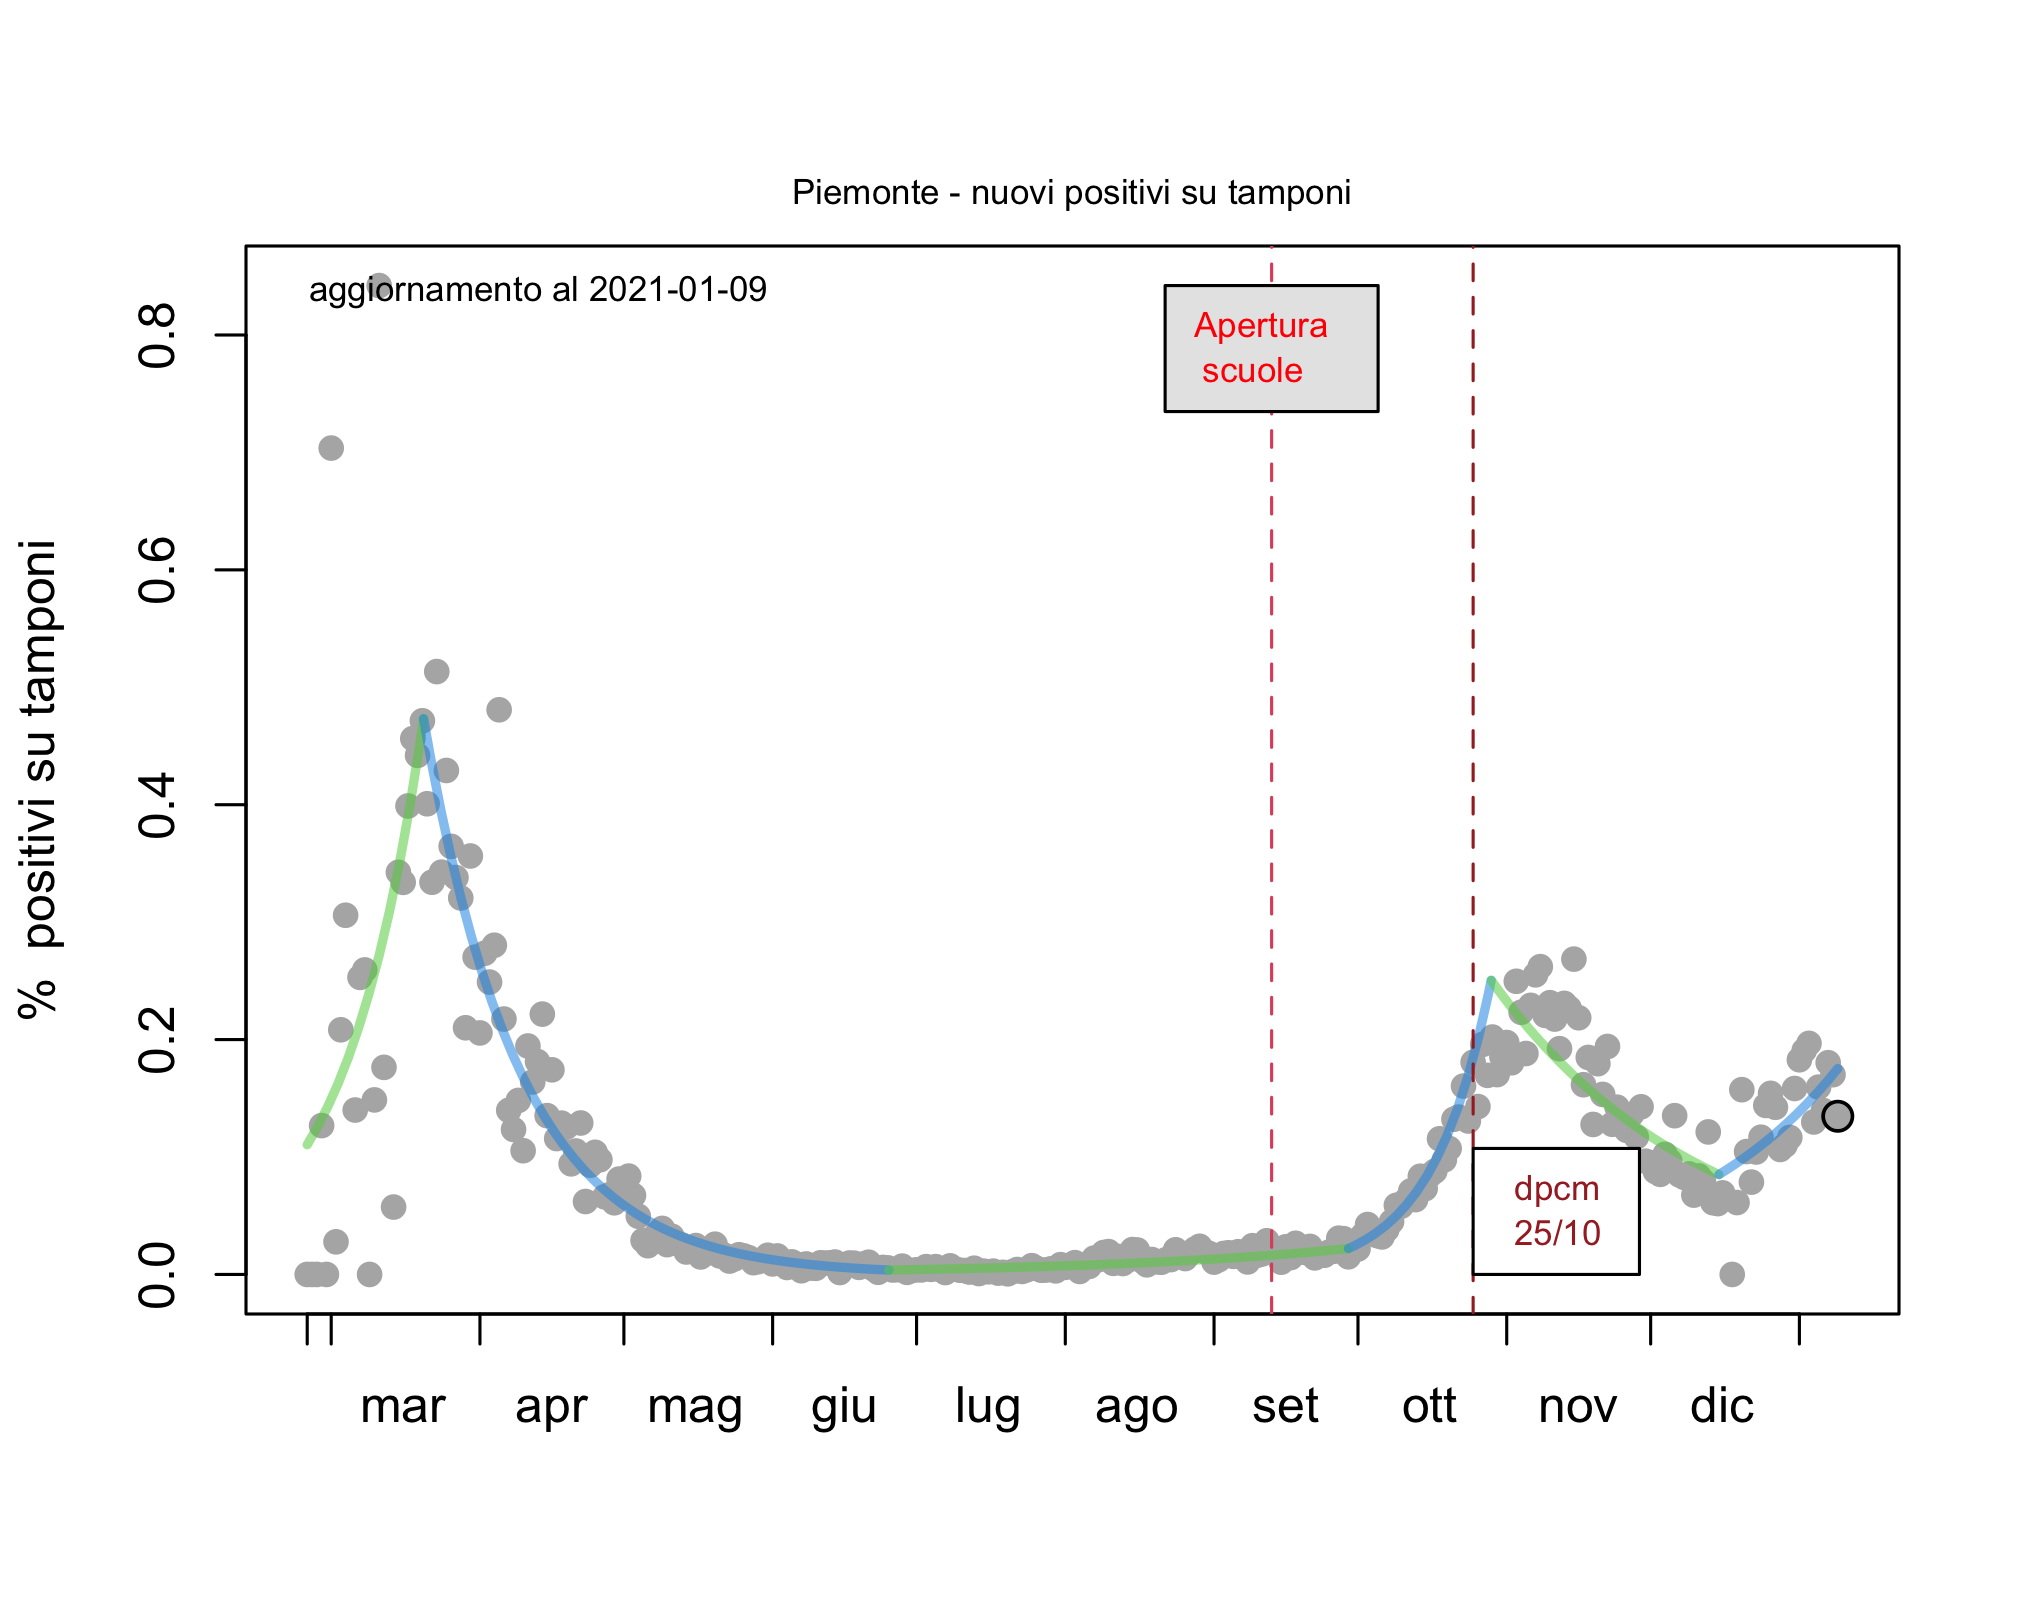 Piemonte - nuovi positivi su tamponi
aggiornamento al 2021-01-09
Apertura
scuole
dpcm
25/10
% positivi su tamponi
0.8
0.6
0.4
0.2
0.0
mar apr mag giu lug ago set ott nov dic